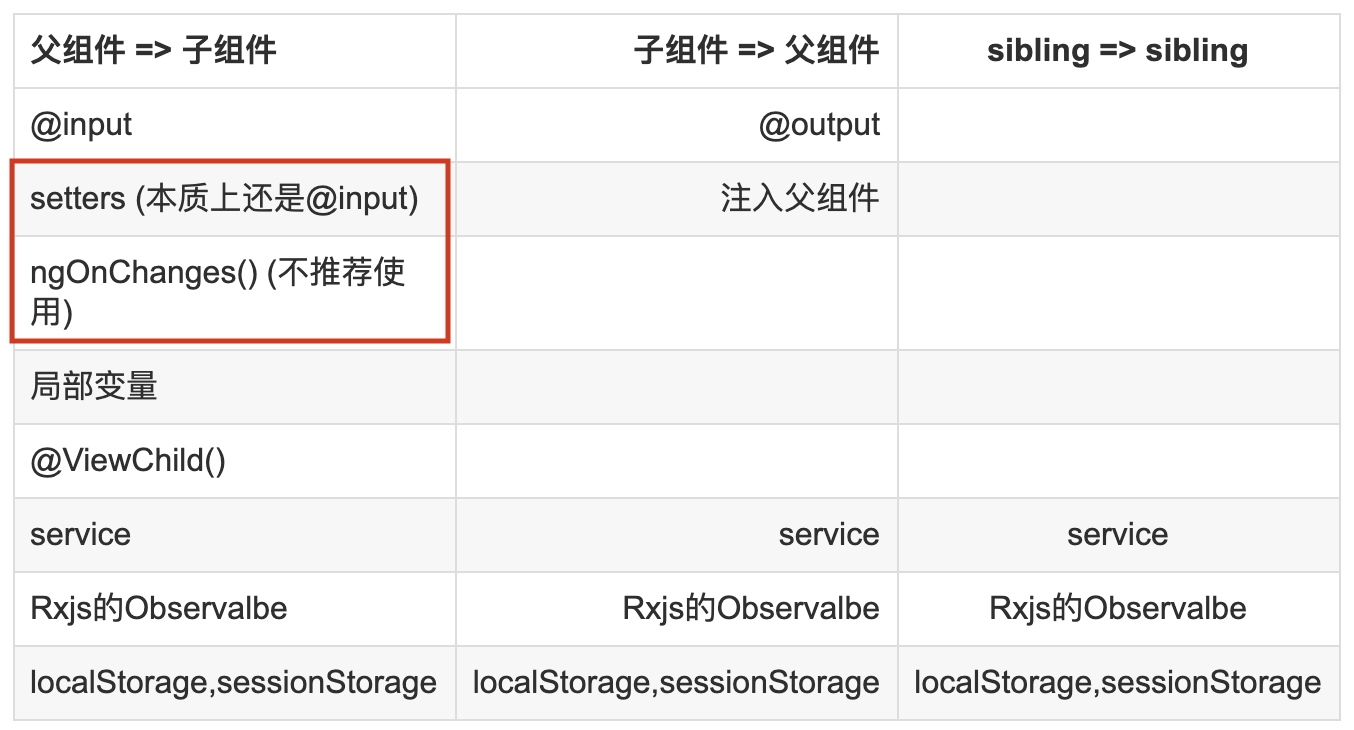 父组件 => 子组件 子组件 => 父组件 sibling => sibling
@input @output
setters (本质上还是@input) 注入父组件
ngOnChanges() (不推荐使
用)
局部变量
@ViewChild()
service service service
Rxjs的Observalbe Rxjs的Observalbe Rxjs的Observalbe
localStorage,sessionStorage localStorage,sessionStorage localStorage,sessionStorage